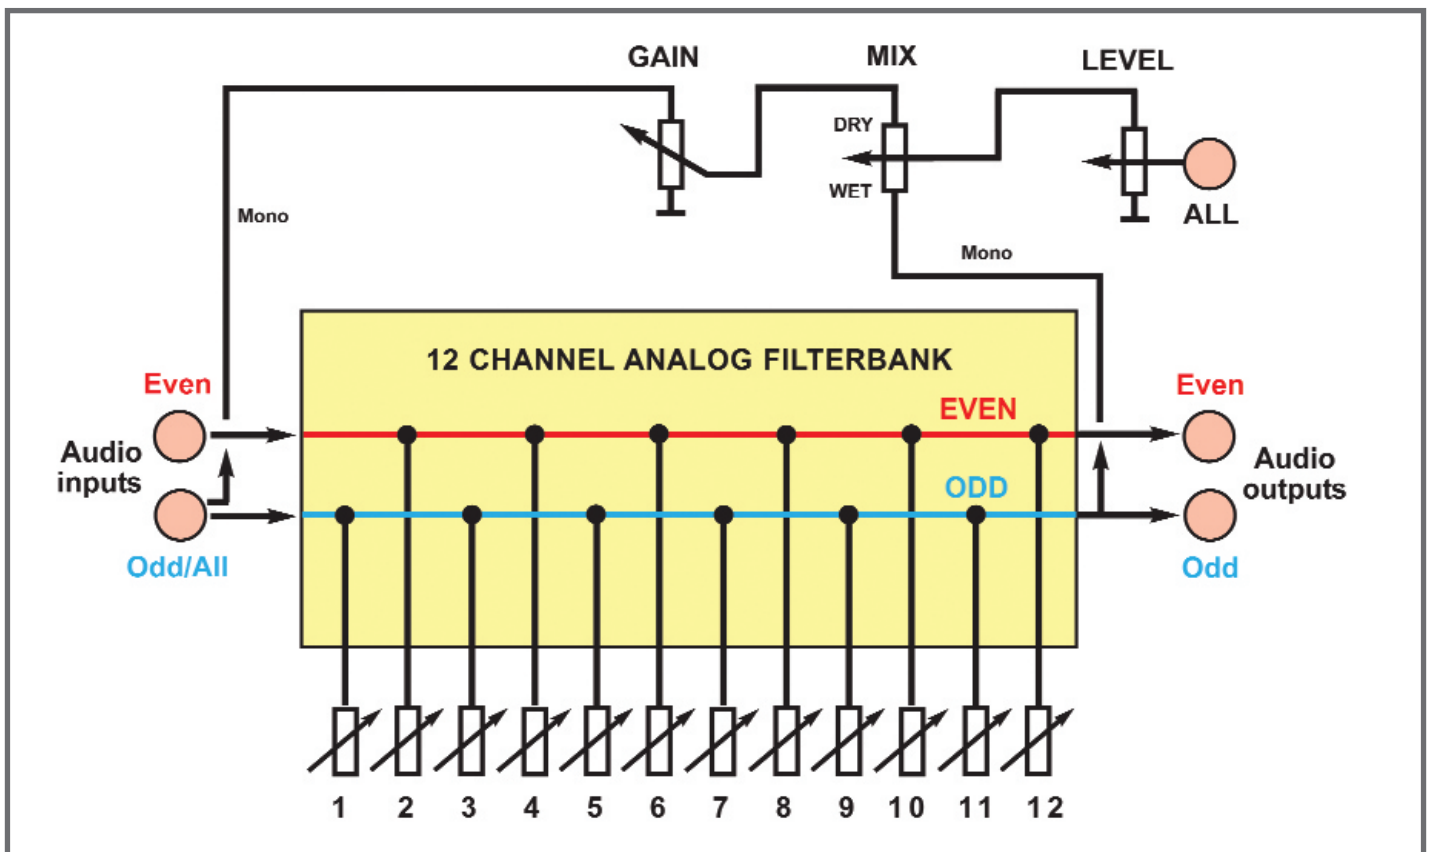 GAIN
MIX
LEVEL
DRY
WET
ALL
Mono
Mono
12 CHANNEL ANALOG FILTERBANK
Even
EVEN
Even
Audio
inputs
Audio
outputs
ODD
Odd/All
Odd
1 2 3 4 5 6 7 8 9 10 11 12